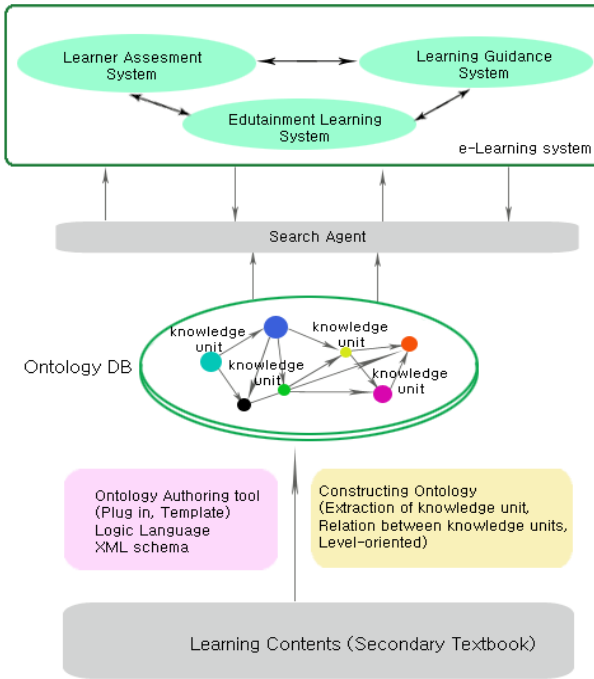 Learner Assesment
System
Learning Guidance
System
Edutainment Learning
System
e-Learning system
Search Agent
knowledge
unit
knowledge
unit
knowledge
unit
knowledge
unit
Ontology DB
Ontology Authoring tool
(Plug in, Template)
Logic Language
XML schema
Constructing Ontology
(Extraction of knowledge unit,
Relation between knowledge units,
Level-oriented)
Learning Contents (Secondary Textbook)